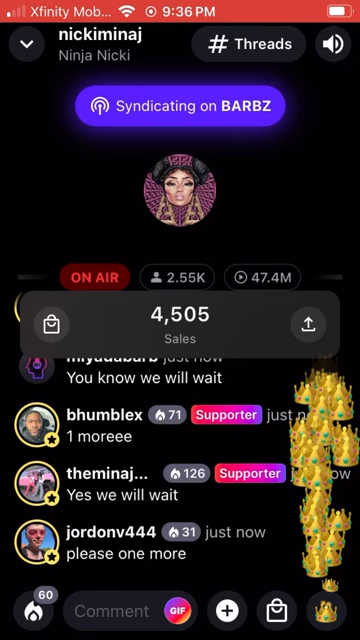 Xfinity Mob... 9:36 PM
nickiminaj
Ninja Nicki
# Threads
Syndicating on BARBZ
ON AIR 2.55K 47.4M
4,505
Sales
just now
You know we will wait
bhumblex 71 Supporter just n
1 moreee
theminaj... 126 Supporter ow
Yes we will wait
jordonv444 31 just now
please one more
60
Comment GIF